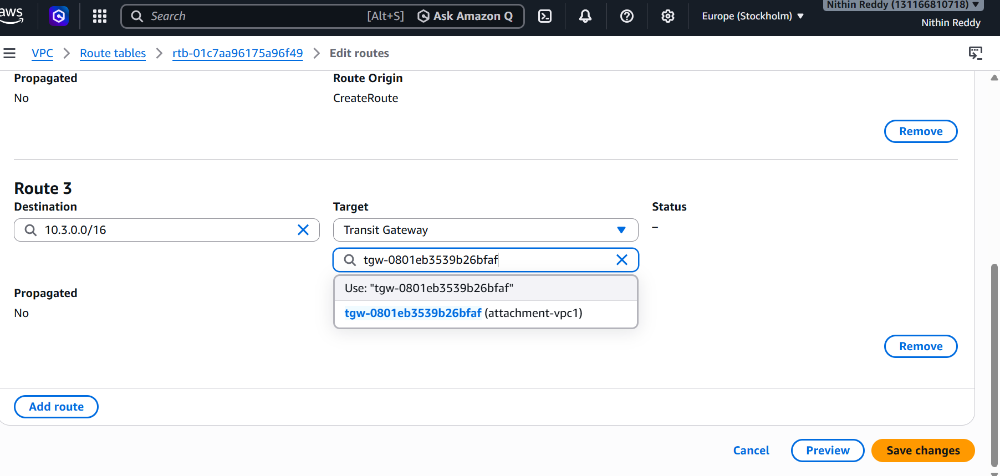 aws
Search [Alt+S] Ask Amazon Q Europe (Stockholm) Nithin Reddy (131166810718)
Nithin Reddy
VPC Route tables rtb-01c7aa96175a96f49 Edit routes
Propagated Route Origin
No CreateRoute
Remove
Route 3
Destination Target Status
10.3.0.0/16 Transit Gateway –
tgw-0801eb3539b26bfaf
Use: "tgw-0801eb3539b26bfaf"
Propagated
No tgw-0801eb3539b26bfaf (attachment-vpc1)
Remove
Add route
Cancel Preview Save changes